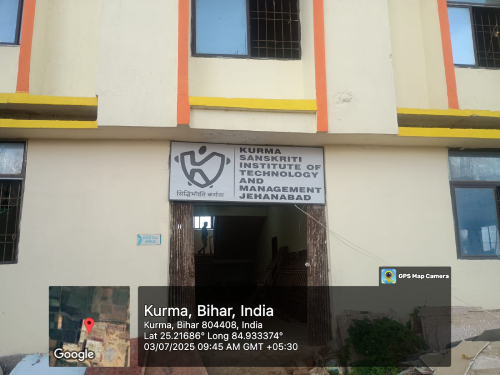 KURMA
SANSKRITI
INSTITUTE OF
TECHNOLOGY
AND
MANAGEMENT
JEHANABAD
GPS Map Camera
Kurma, Bihar, India
Kurma, Bihar 804408, India
Lat 25.21686° Long 84.933374°
03/07/2025 09:45 AM GMT +05:30
Google